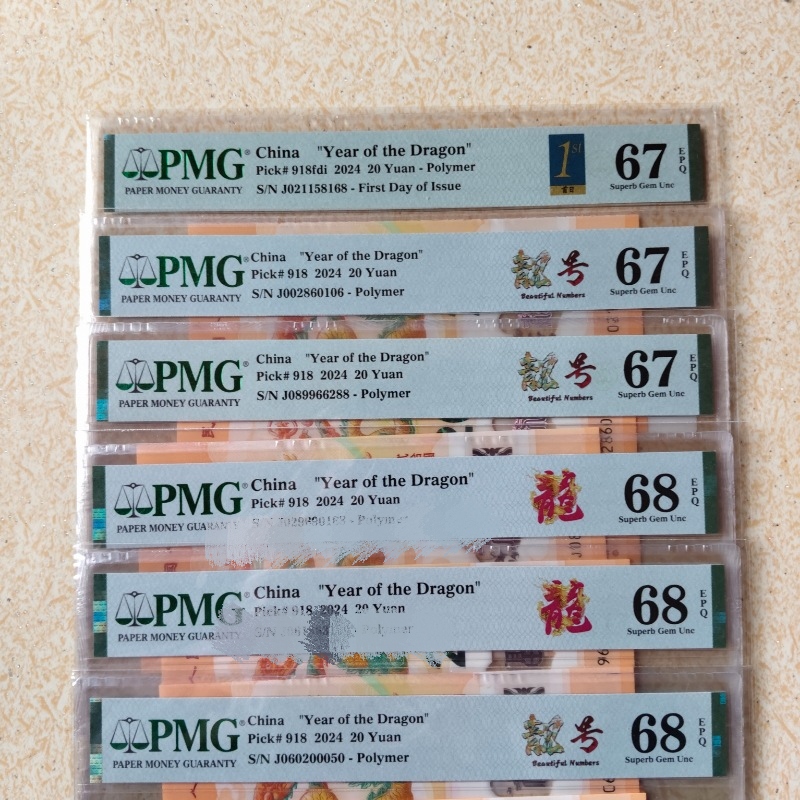 PMG® China "Year of the Dragon" 1st 67 EPQ
Pick# 918fdi 2024 20 Yuan - Polymer
PAPER MONEY GUARANTY S/N J021158168 - First Day of Issue Superb Gem Unc
PMG® China "Year of the Dragon" 靓号 67 EPQ
Pick# 918 2024 20 Yuan
PAPER MONEY GUARANTY S/N J002860106 - Polymer Beautiful Numbers Superb Gem Unc
PMG® China "Year of the Dragon" 靓号 67 EPQ
Pick# 918 2024 20 Yuan
PAPER MONEY GUARANTY S/N J089966288 - Polymer Beautiful Numbers Superb Gem Unc
PMG® China "Year of the Dragon" 龍 68 EPQ
Pick# 918 2024 20 Yuan
PAPER MONEY GUARANTY S/N Polymer Superb Gem Unc
PMG® China "Year of the Dragon" 龍 68 EPQ
Pick# 918 2024 20 Yuan
PAPER MONEY GUARANTY Polymer Superb Gem Unc
PMG® China "Year of the Dragon" 靓号 68 EPQ
Pick# 918 2024 20 Yuan
PAPER MONEY GUARANTY S/N J060200050 - Polymer Beautiful Numbers Superb Gem Unc